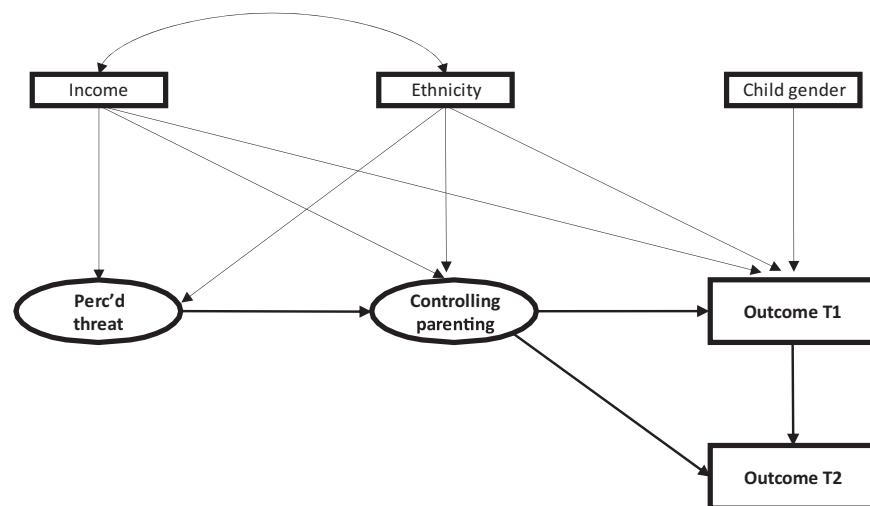 Income
Ethnicity
Child gender
Perc'd
threat
Controlling
parenting
Outcome T1
Outcome T2